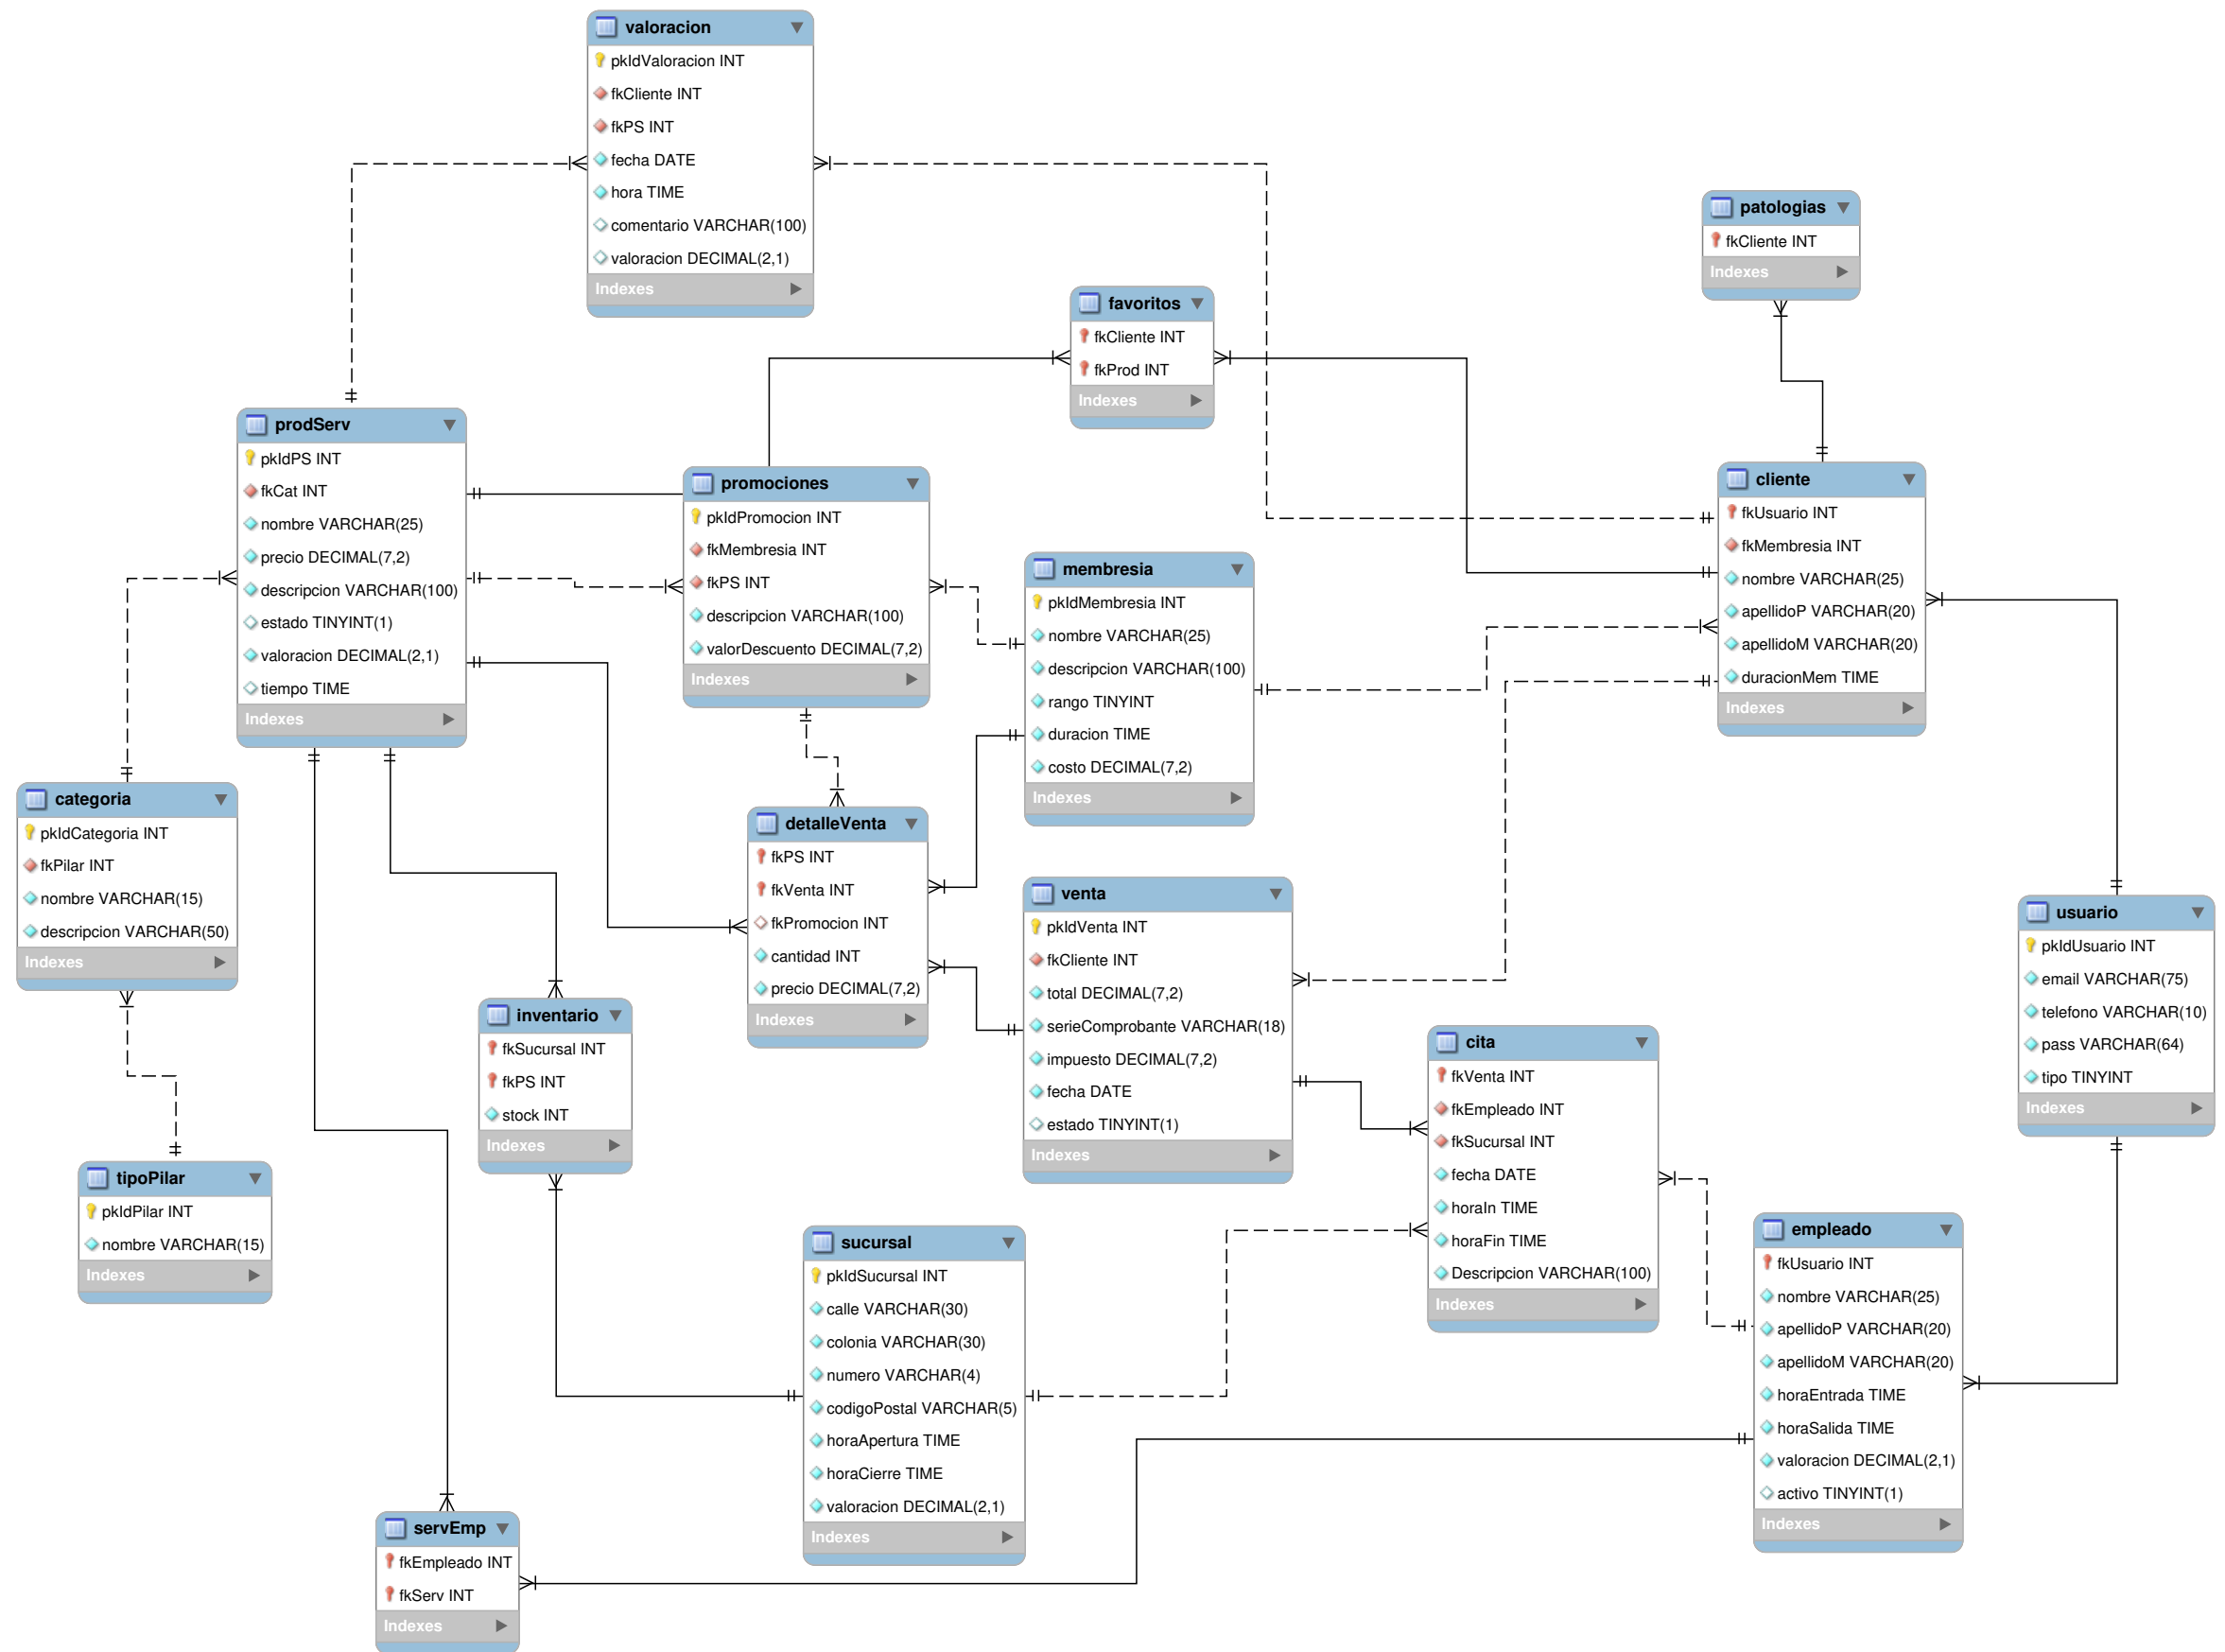 valoracion
pkIdValoracion INT
fkCliente INT
fkPS INT
fecha DATE
hora TIME
comentario VARCHAR(100)
valoracion DECIMAL(2,1)
Indexes
patologias
fkCliente INT
Indexes
favoritos
fkCliente INT
fkProd INT
Indexes
prodServ
pkIdPS INT
fkCat INT
nombre VARCHAR(25)
precio DECIMAL(7,2)
descripcion VARCHAR(100)
estado TINYINT(1)
valoracion DECIMAL(2,1)
tiempo TIME
Indexes
promociones
pkIdPromocion INT
fkMembresia INT
fkPS INT
descripcion VARCHAR(100)
valorDescuento DECIMAL(7,2)
Indexes
membresia
pkIdMembresia INT
nombre VARCHAR(25)
descripcion VARCHAR(100)
rango TINYINT
duracion TIME
costo DECIMAL(7,2)
Indexes
cliente
fkUsuario INT
fkMembresia INT
nombre VARCHAR(25)
apellidoP VARCHAR(20)
apellidoM VARCHAR(20)
duracionMem TIME
Indexes
categoria
pkIdCategoria INT
fkPilar INT
nombre VARCHAR(15)
descripcion VARCHAR(50)
Indexes
detalleVenta
fkPS INT
fkVenta INT
fkPromocion INT
cantidad INT
precio DECIMAL(7,2)
Indexes
venta
pkIdVenta INT
fkCliente INT
total DECIMAL(7,2)
serieComprobante VARCHAR(18)
impuesto DECIMAL(7,2)
fecha DATE
estado TINYINT(1)
Indexes
usuario
pkIdUsuario INT
email VARCHAR(75)
telefono VARCHAR(10)
pass VARCHAR(64)
tipo TINYINT
Indexes
inventario
fkSucursal INT
fkPS INT
stock INT
Indexes
cita
fkVenta INT
fkEmpleado INT
fkSucursal INT
fecha DATE
horaIn TIME
horaFin TIME
Descripcion VARCHAR(100)
Indexes
tipoPilar
pkIdPilar INT
nombre VARCHAR(15)
Indexes
sucursal
pkIdSucursal INT
calle VARCHAR(30)
colonia VARCHAR(30)
numero VARCHAR(4)
codigoPostal VARCHAR(5)
horaApertura TIME
horaCierre TIME
valoracion DECIMAL(2,1)
Indexes
empleado
fkUsuario INT
nombre VARCHAR(25)
apellidoP VARCHAR(20)
apellidoM VARCHAR(20)
horaEntrada TIME
horaSalida TIME
valoracion DECIMAL(2,1)
activo TINYINT(1)
Indexes
servEmp
fkEmpleado INT
fkServ INT
Indexes